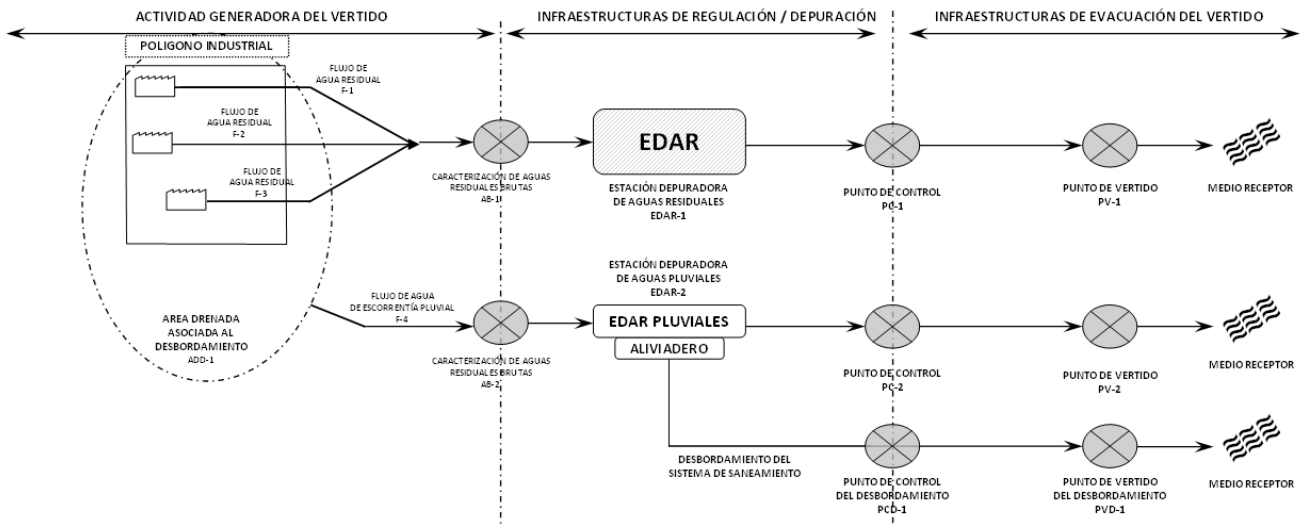 ACTIVIDAD GENERADORA DEL VERTIDO
INFRAESTRUCTURAS DE REGULACIÓN / DEPURACIÓN
INFRAESTRUCTURAS DE EVACUACIÓN DEL VERTIDO
POLIGONO INDUSTRIAL
FLUJO DE
AGUA RESIDUAL
F-1
FLUJO DE
AGUA RESIDUAL
F-2
FLUJO DE
AGUA RESIDUAL
F-3
CARACTERIZACIÓN DE AGUAS
RESIDUALES BRUTAS
AB-1
EDAR
ESTACIÓN DEPURADORA
DE AGUAS RESIDUALES
EDAR-1
PUNTO DE CONTROL
PC-1
PUNTO DE VERTIDO
PV-1
MEDIO RECEPTOR
AREA DRENADA
ASOCIADA AL
DESBORDAMIENTO
ADD-1
FLUJO DE AGUA
DE ESCORRENTÍA PLUVIAL
F-4
CARACTERIZACIÓN DE AGUAS
RESIDUALES BRUTAS
AB-2
ESTACIÓN DEPURADORA
DE AGUAS PLUVIALES
EDAR-2
EDAR PLUVIALES
ALIVIADERO
PUNTO DE CONTROL
PC-2
PUNTO DE VERTIDO
PV-2
MEDIO RECEPTOR
DESBORDAMIENTO DEL
SISTEMA DE SANEAMIENTO
PUNTO DE CONTROL
DEL DESBORDAMIENTO
PCD-1
PUNTO DE VERTIDO
DEL DESBORDAMIENTO
PVD-1
MEDIO RECEPTOR